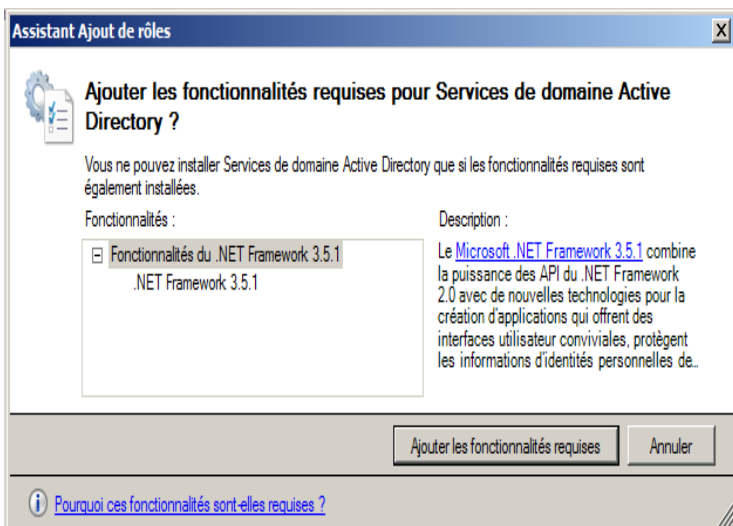 Assistant Ajout de rôles
Ajouter les fonctionnalités requises pour Services de domaine Active
Directory ?
Vous ne pouvez installer Services de domaine Active Directory que si les fonctionnalités requises sont
également installées.
Fonctionnalités :
Fonctionnalités du .NET Framework 3.5.1
.NET Framework 3.5.1
Description :
Le Microsoft .NET Framework 3.5.1 combine
la puissance des API du .NET Framework
2.0 avec de nouvelles technologies pour la
création d'applications qui offrent des
interfaces utilisateur conviviales, protègent
les informations d'identités personnelles de...
Ajouter les fonctionnalités requises
Annuler
Pourquoi ces fonctionnalités sont-elles requises ?